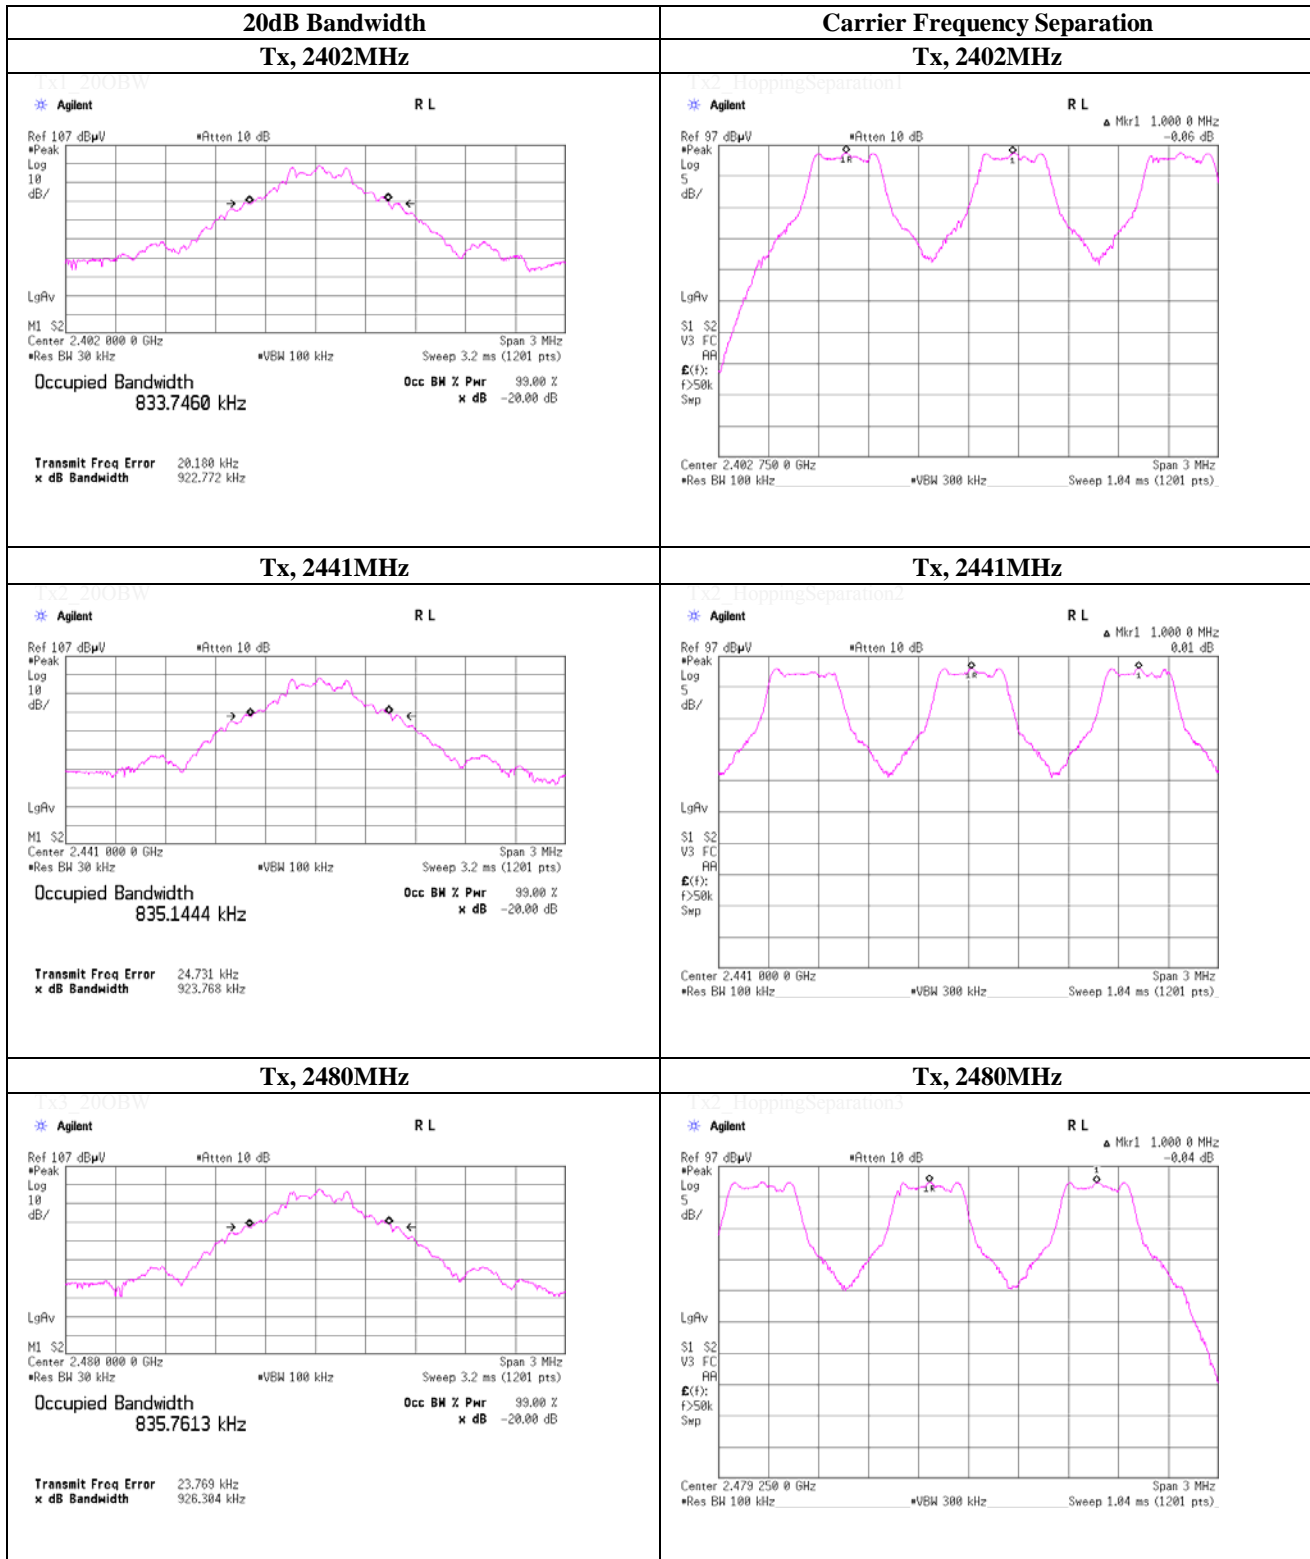 20dB Bandwidth
Carrier Frequency Separation
Tx, 2402MHz
Tx, 2402MHz
Tx1_20OBW
Agilent
R L
Ref 107 dBµV
#Atten 10 dB
#Peak
Log
10
dB/
LgAv
M1 S2
Center 2.402 000 0 GHz
Span 3 MHz
#Res BW 30 kHz
#VBW 100 kHz
Sweep 3.2 ms (1201 pts)
Occupied Bandwidth
833.7460 kHz
Occ BW % Pwr 99.00 %
x dB -20.00 dB
Transmit Freq Error 20.180 kHz
x dB Bandwidth 922.772 kHz
Tx2_HoppingSeparation1
Agilent
R L
Δ Mkr1 1.000 0 MHz
Ref 97 dBµV
#Atten 10 dB
-0.06 dB
#Peak
Log
5
dB/
1R
1
LgAv
S1 S2
V3 FC
AA
£(f):
f>50k
Swp
Center 2.402 750 0 GHz
Span 3 MHz
#Res BW 100 kHz
#VBW 300 kHz
Sweep 1.04 ms (1201 pts)
Tx, 2441MHz
Tx, 2441MHz
Tx2_20OBW
Agilent
R L
Ref 107 dBµV
#Atten 10 dB
#Peak
Log
10
dB/
LgAv
M1 S2
Center 2.441 000 0 GHz
Span 3 MHz
#Res BW 30 kHz
#VBW 100 kHz
Sweep 3.2 ms (1201 pts)
Occupied Bandwidth
835.1444 kHz
Occ BW % Pwr 99.00 %
x dB -20.00 dB
Transmit Freq Error 24.731 kHz
x dB Bandwidth 923.768 kHz
Tx2_HoppingSeparation2
Agilent
R L
Δ Mkr1 1.000 0 MHz
Ref 97 dBµV
#Atten 10 dB
0.01 dB
#Peak
Log
5
dB/
1R
1
LgAv
S1 S2
V3 FC
AA
£(f):
f>50k
Swp
Center 2.441 000 0 GHz
Span 3 MHz
#Res BW 100 kHz
#VBW 300 kHz
Sweep 1.04 ms (1201 pts)
Tx, 2480MHz
Tx, 2480MHz
Tx3_20OBW
Agilent
R L
Ref 107 dBµV
#Atten 10 dB
#Peak
Log
10
dB/
LgAv
M1 S2
Center 2.480 000 0 GHz
Span 3 MHz
#Res BW 30 kHz
#VBW 100 kHz
Sweep 3.2 ms (1201 pts)
Occupied Bandwidth
835.7613 kHz
Occ BW % Pwr 99.00 %
x dB -20.00 dB
Transmit Freq Error 23.769 kHz
x dB Bandwidth 926.304 kHz
Tx2_HoppingSeparation3
Agilent
R L
Δ Mkr1 1.000 0 MHz
Ref 97 dBµV
#Atten 10 dB
-0.04 dB
#Peak
Log
5
dB/
1R
1
LgAv
S1 S2
V3 FC
AA
£(f):
f>50k
Swp
Center 2.479 250 0 GHz
Span 3 MHz
#Res BW 100 kHz
#VBW 300 kHz
Sweep 1.04 ms (1201 pts)